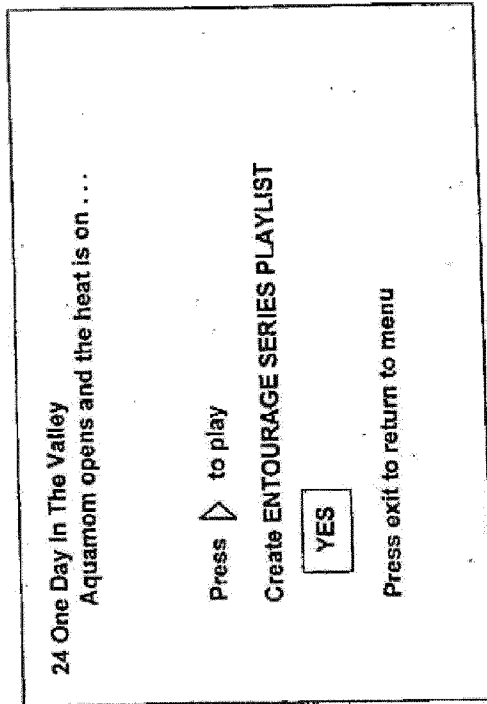 24 One Day In The Valley
Aquamom opens and the heat is on . . .
Press ▷ to play
Create ENTOURAGE SERIES PLAYLIST
YES
Press exit to return to menu